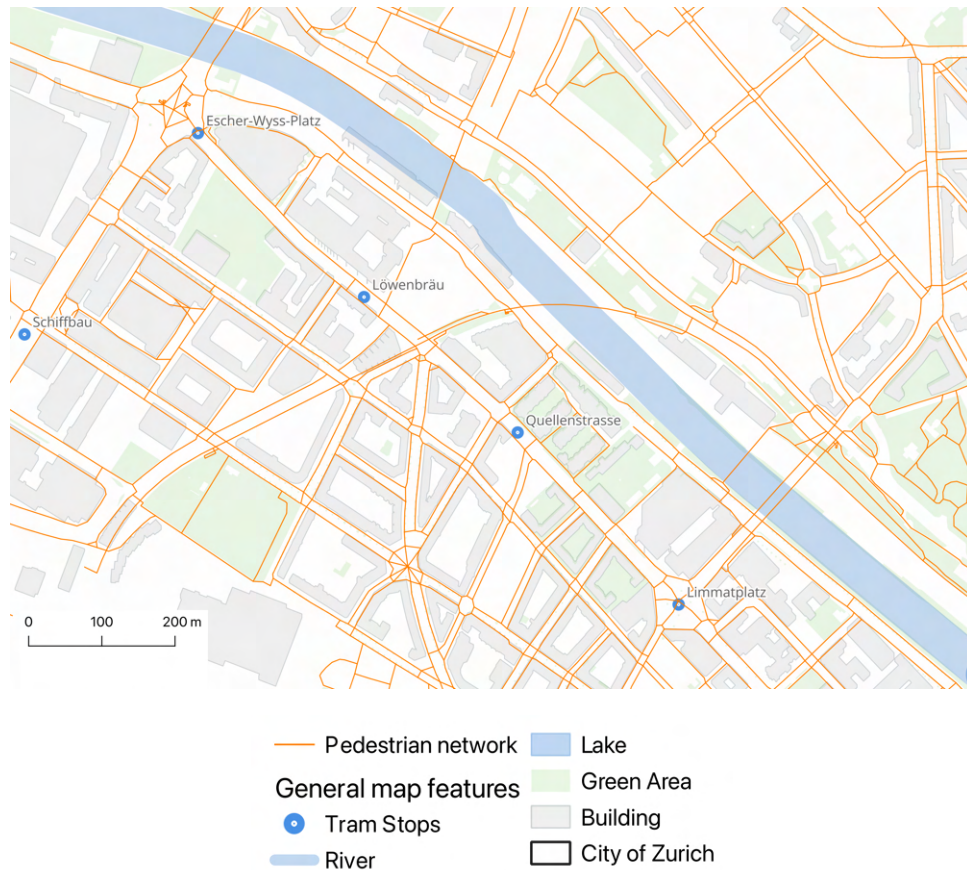 Escher-Wyss-Platz
Löwenbräu
Schiffbau
Quellenstrasse
Limmatplatz
0 100 200 m
Pedestrian network
General map features
Tram Stops
River
Lake
Green Area
Building
City of Zurich